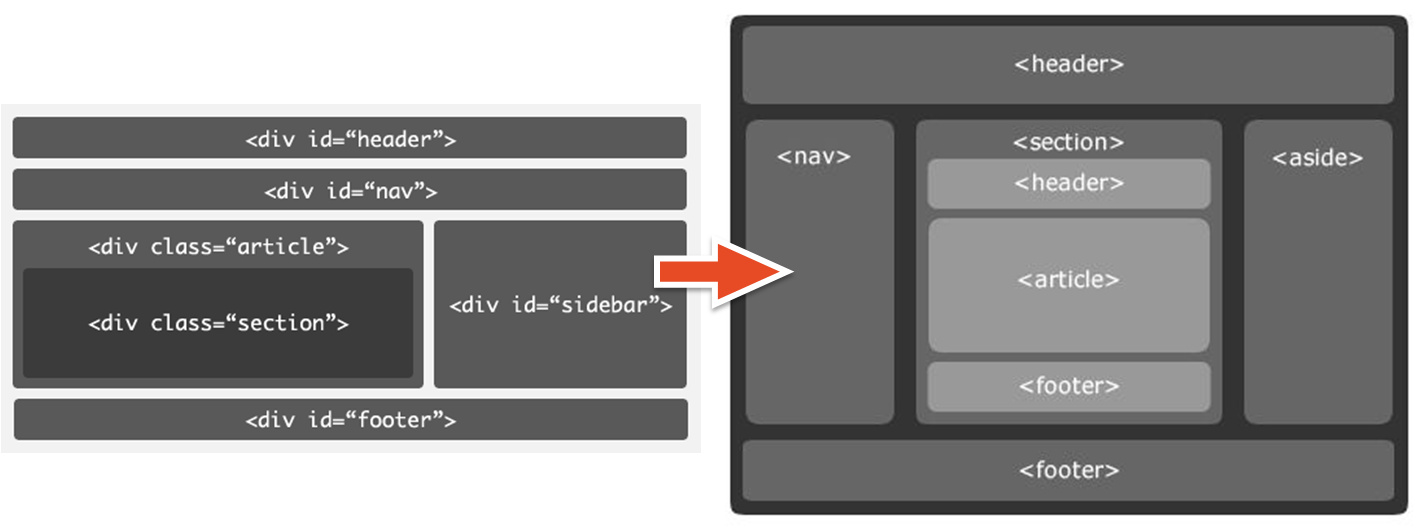 <div id=“header”>
<div id=“nav”>
<div class=“article”>
<div class=“section”>
<div id=“sidebar”>
<div id=“footer”>
<header>
<nav>
<section>
<header>
<article>
<footer>
<aside>
<footer>